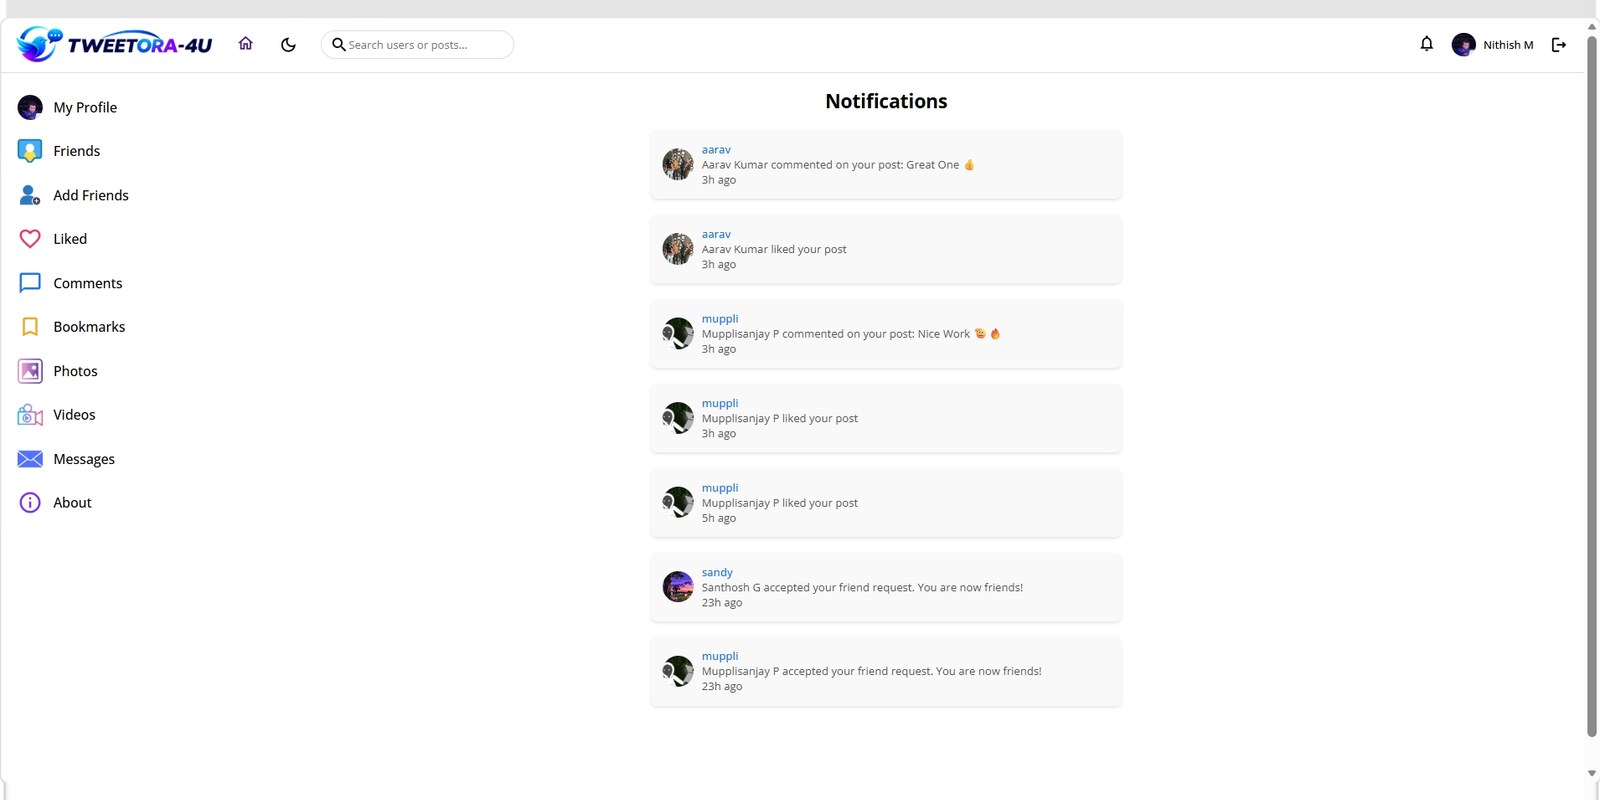 TWEETORA-4U
Search users or posts...
Nithish M
My Profile
Friends
Add Friends
Liked
Comments
Bookmarks
Photos
Videos
Messages
About
Notifications
aarav
Aarav Kumar commented on your post: Great One 👍
3h ago
aarav
Aarav Kumar liked your post
3h ago
muppli
Mupplisanjay P commented on your post: Nice Work 🥰 🔥
3h ago
muppli
Mupplisanjay P liked your post
3h ago
muppli
Mupplisanjay P liked your post
5h ago
sandy
Santhosh G accepted your friend request. You are now friends!
23h ago
muppli
Mupplisanjay P accepted your friend request. You are now friends!
23h ago